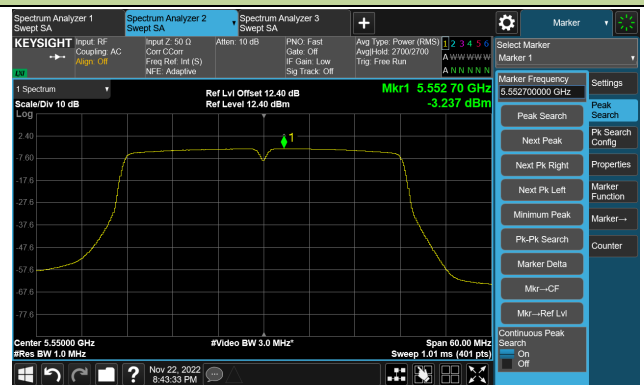 Spectrum Analyzer 1
Swept SA
Spectrum Analyzer 2
Swept SA
Spectrum Analyzer 3
Swept SA
Marker
KEYSIGHT
Input: RF
Coupling: AC
Align: Off
Input Z: 50 Ω
Corr CCorr
Freq Ref: Int (S)
NFE: Adaptive
Atten: 10 dB
PNO: Fast
Gate: Off
IF Gain: Low
Sig Track: Off
Avg Type: Power (RMS)
Avg|Hold: 2700/2700
Trig: Free Run
1 2 3 4 5 6
A W W W W W
A N N N N N
Select Marker
Marker 1
LXI
1 Spectrum
Scale/Div 10 dB
Log
Ref Lvl Offset 12.40 dB
Ref Level 12.40 dBm
Mkr1 5.552 70 GHz
-3.237 dBm
1
2.40
-7.60
-17.6
-27.6
-37.6
-47.6
-57.6
-67.6
-77.6
Center 5.55000 GHz
#Res BW 1.0 MHz
#Video BW 3.0 MHz*
Span 60.00 MHz
Sweep 1.01 ms (401 pts)
Marker Frequency
5.552700000 GHz
Peak Search
Next Peak
Next Pk Right
Next Pk Left
Minimum Peak
Pk-Pk Search
Marker Delta
Mkr→CF
Mkr→Ref Lvl
Continuous Peak
Search
On
Off
Settings
Peak
Search
Pk Search
Config
Properties
Marker
Function
Marker→
Counter
Nov 22, 2022
8:43:33 PM